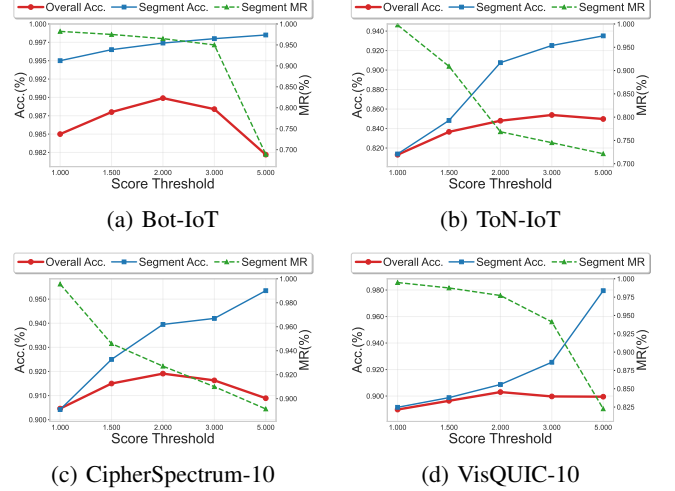 Overall Acc. Segment Acc. Segment MR
Overall Acc. Segment Acc. Segment MR
1.000 1.000
0.997 0.950
0.995 0.900
0.992 0.850
0.990 0.800
0.987 0.750
0.985 0.700
0.982
Acc.(%)
MR(%)
1.000 1.500 2.000 3.000 5.000
Score Threshold
0.940 1.000
0.920 0.950
0.900 0.900
0.880 0.850
0.860 0.800
0.840 0.750
0.820 0.700
Acc.(%)
MR(%)
1.000 1.500 2.000 3.000 5.000
Score Threshold
(a) Bot-IoT
(b) ToN-IoT
Overall Acc. Segment Acc. Segment MR
Overall Acc. Segment Acc. Segment MR
0.960 1.000
0.950 0.980
0.940 0.960
0.930 0.940
0.920 0.920
0.910 0.900
0.900
Acc.(%)
MR(%)
1.000 1.500 2.000 3.000 5.000
Score Threshold
0.980 1.000
0.960 0.975
0.940 0.950
0.920 0.925
0.900 0.900
0.875
0.850
0.825
Acc.(%)
MR(%)
1.000 1.500 2.000 3.000 5.000
Score Threshold
(c) CipherSpectrum-10
(d) VisQUIC-10